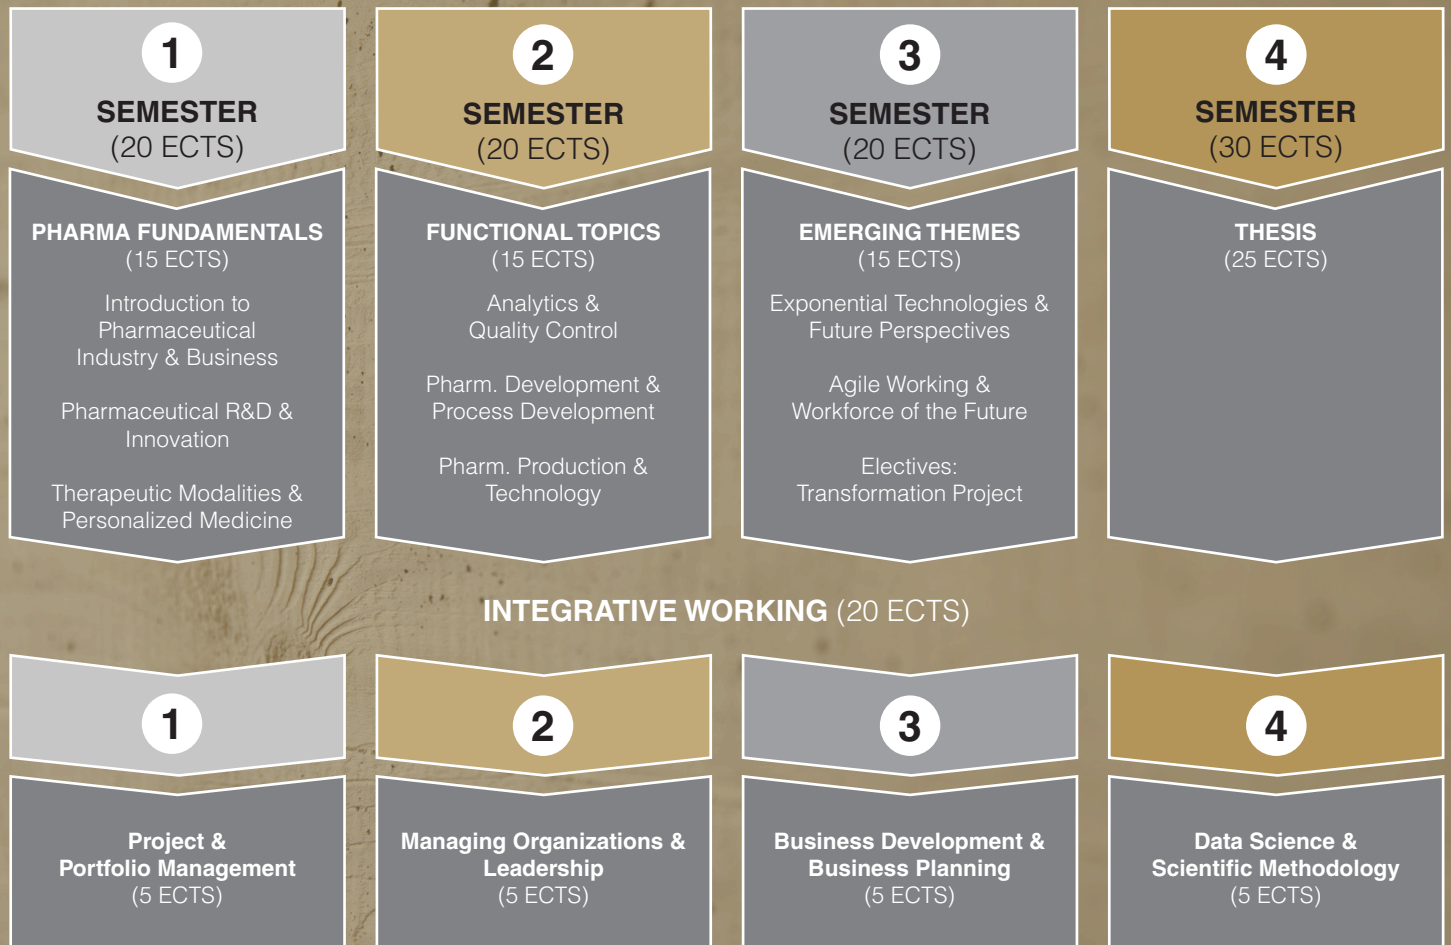 1
SEMESTER
(20 ECTS)
PHARMA FUNDAMENTALS
(15 ECTS)
Introduction to
Pharmaceutical
Industry & Business
Pharmaceutical R&D &
Innovation
Therapeutic Modalities &
Personalized Medicine
2
SEMESTER
(20 ECTS)
FUNCTIONAL TOPICS
(15 ECTS)
Analytics &
Quality Control
Pharm. Development &
Process Development
Pharm. Production &
Technology
3
SEMESTER
(20 ECTS)
EMERGING THEMES
(15 ECTS)
Exponential Technologies &
Future Perspectives
Agile Working &
Workforce of the Future
Electives:
Transformation Project
4
SEMESTER
(30 ECTS)
THESIS
(25 ECTS)
INTEGRATIVE WORKING (20 ECTS)
1
Project &
Portfolio Management
(5 ECTS)
2
Managing Organizations &
Leadership
(5 ECTS)
3
Business Development &
Business Planning
(5 ECTS)
4
Data Science &
Scientific Methodology
(5 ECTS)